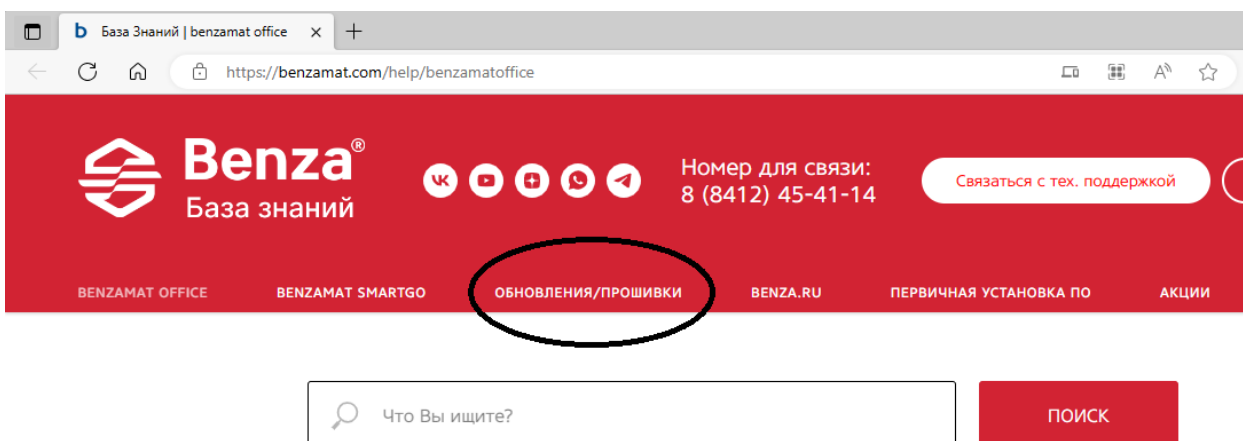 База Знаний | benzamat office
https://benzamat.com/help/benzamatoffice
Benza®
База знаний
Номер для связи:
8 (8412) 45-41-14
Связаться с тех. поддержкой
BENZAMAT OFFICE
BENZAMAT SMARTGO
ОБНОВЛЕНИЯ/ПРОШИВКИ
BENZA.RU
ПЕРВИЧНАЯ УСТАНОВКА ПО
АКЦИИ
Что Вы ищите?
ПОИСК